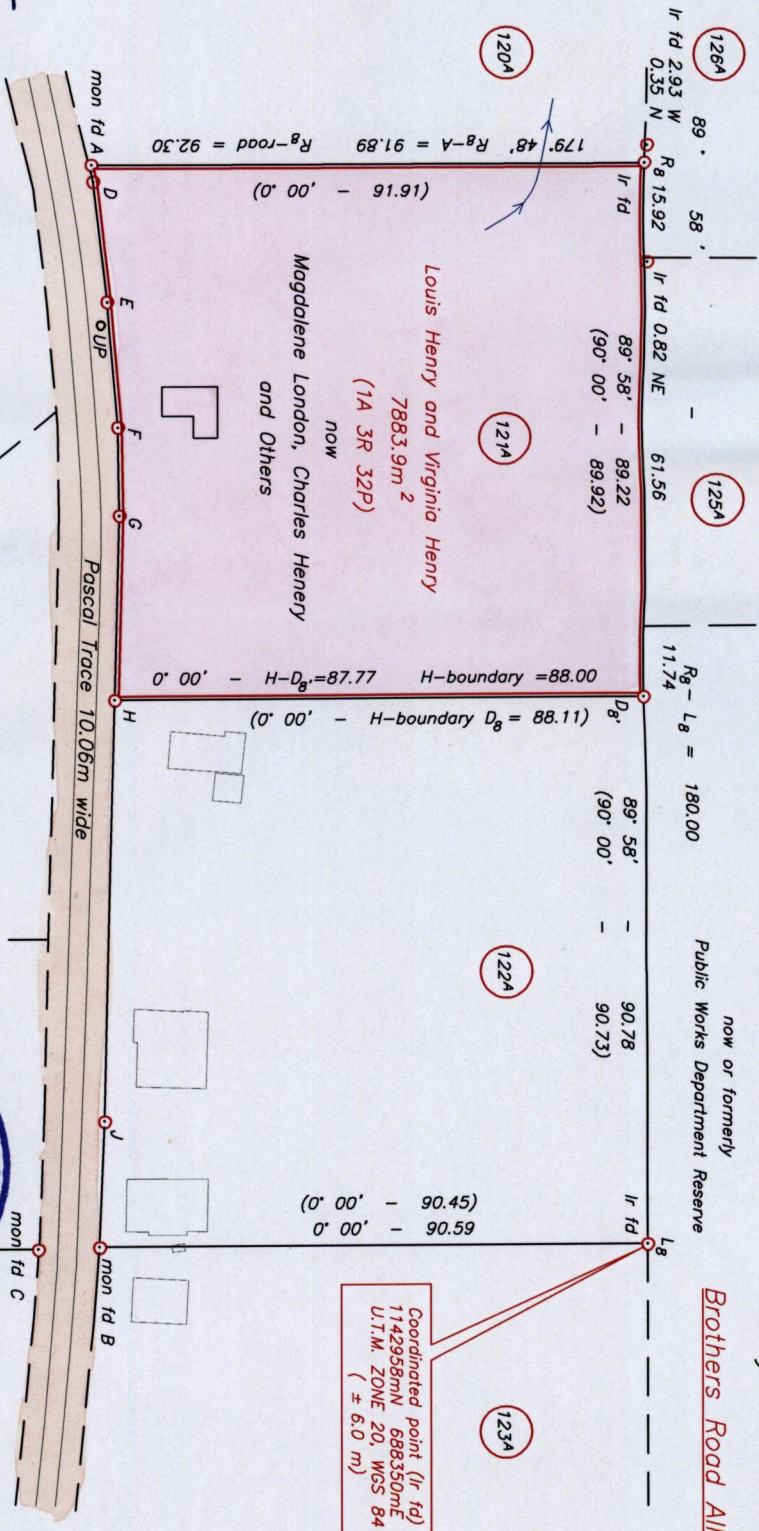 Brothers Road All
now or formerly
Public Works Department Reserve
126A
89° 58' -
Ir fd 2.93 W
0.35 N
R8 15.92
Ir fd 0.82 NE
61.56
125A
R8 - L8 = 180.00
11.74
Ir fd
89° 58' - 89.22
(90° 00' - 89.92)
D8'
89° 58' - 90.78
(90° 00' - 90.73)
Ir fd
L8
120A
179° 48' R8-A = 91.89 R8-road = 92.30
(0° 00' - 91.91)
121A
Louis Henry and Virginia Henry
7883.9m²
(1A 3R 32P)
now
Magdalene London, Charles Henery
and Others
0° 00' - H-D8'=87.77 H-boundary =88.00
(0° 00' - H-boundary D8 = 88.11)
122A
(0° 00' - 90.45)
0° 00' - 90.59
123A
Coordinated point (Ir fd)
1142958mN 688350mE
U.T.M. ZONE 20, WGS 84
( ± 6.0 m)
mon fd A
D
E
UP
F
G
H
J
mon fd B
Pascal Trace 10.06m wide
mon fd C